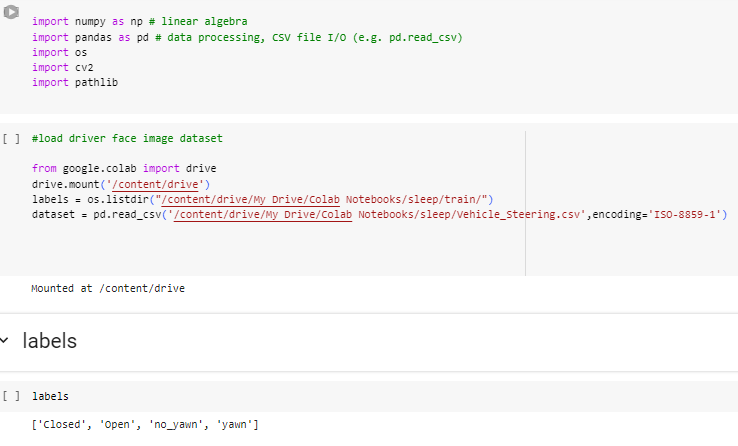 import numpy as np # linear algebra
import pandas as pd # data processing, CSV file I/O (e.g. pd.read_csv)
import os
import cv2
import pathlib
[ ] #load driver face image dataset
from google.colab import drive
drive.mount('/content/drive')
labels = os.listdir("/content/drive/My Drive/Colab Notebooks/sleep/train/")
dataset = pd.read_csv('/content/drive/My Drive/Colab Notebooks/sleep/Vehicle_Steering.csv',encoding='ISO-8859-1')
Mounted at /content/drive
labels
[ ] labels
['Closed', 'Open', 'no_yawn', 'yawn']